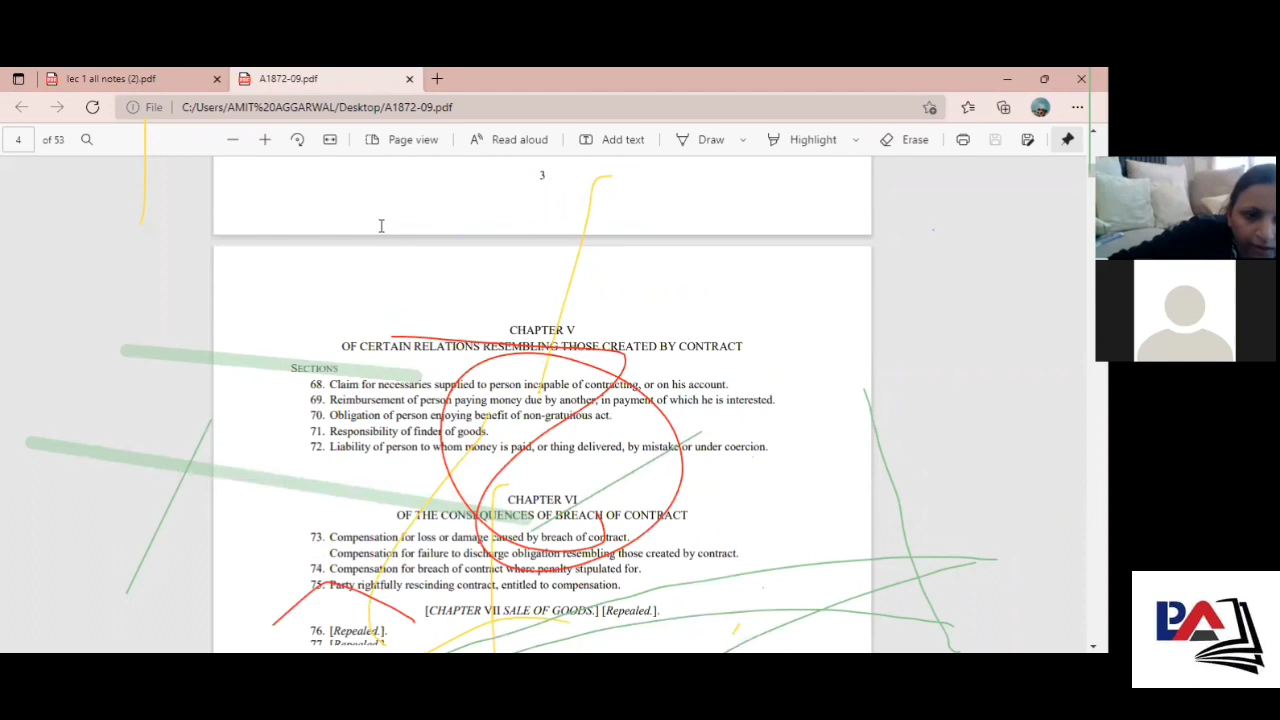 lec 1 all notes (2).pdf
A1872-09.pdf
File
C:/Users/AMIT%20AGGARWAL/Desktop/A1872-09.pdf
4 of 53
Page view
Read aloud
Add text
Draw
Highlight
Erase
3
CHAPTER V
OF CERTAIN RELATIONS RESEMBLING THOSE CREATED BY CONTRACT
SECTIONS
68. Claim for necessaries supplied to person incapable of contracting, or on his account.
69. Reimbursement of person paying money due by another, in payment of which he is interested.
70. Obligation of person enjoying benefit of non-gratuitous act.
71. Responsibility of finder of goods.
72. Liability of person to whom money is paid, or thing delivered, by mistake or under coercion.
CHAPTER VI
OF THE CONSEQUENCES OF BREACH OF CONTRACT
73. Compensation for loss or damage caused by breach of contract.
Compensation for failure to discharge obligation resembling those created by contract.
74. Compensation for breach of contract where penalty stipulated for.
75. Party rightfully rescinding contract, entitled to compensation.
[CHAPTER VII SALE OF GOODS.] [Repealed.].
76. [Repealed.].
77. [Repealed.].